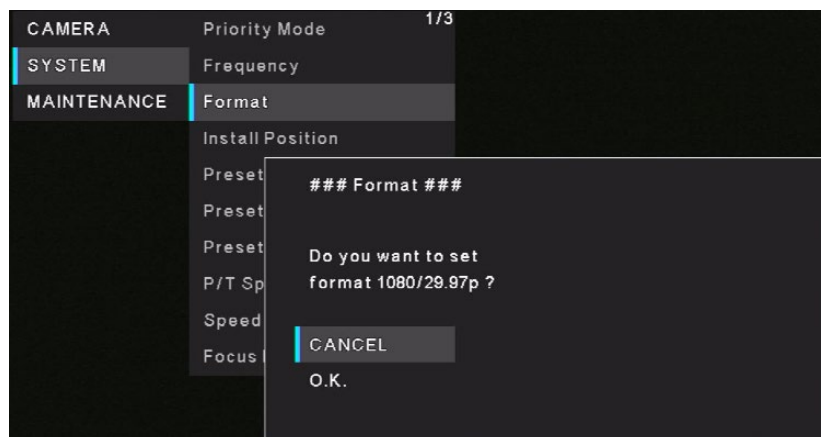 1/3
CAMERA
SYSTEM
MAINTENANCE
Priority Mode
Frequency
Format
Install Position
Preset
Preset
Preset
P/T Sp
Speed
Focus
### Format ###
Do you want to set
format 1080/29.97p ?
CANCEL
O.K.